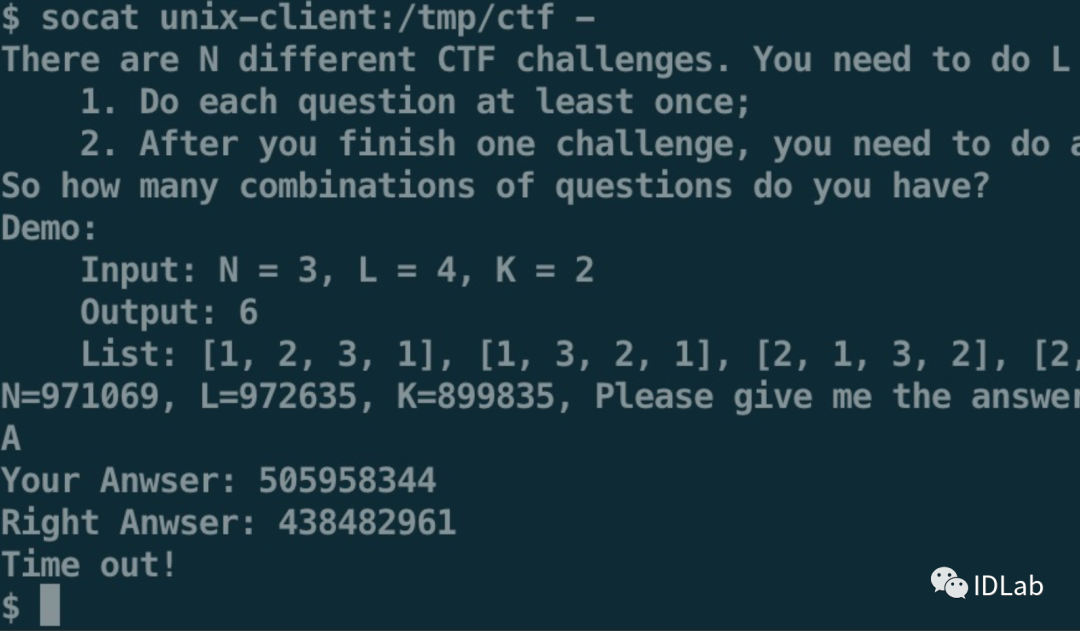 $ socat unix-client:/tmp/ctf -
There are N different CTF challenges. You need to do L
1. Do each question at least once;
2. After you finish one challenge, you need to do a
So how many combinations of questions do you have?
Demo:
Input: N = 3, L = 4, K = 2
Output: 6
List: [1, 2, 3, 1], [1, 3, 2, 1], [2, 1, 3, 2], [2,
N=971069, L=972635, K=899835, Please give me the answer
A
Your Anwser: 505958344
Right Anwser: 438482961
Time out!
$
IDLab